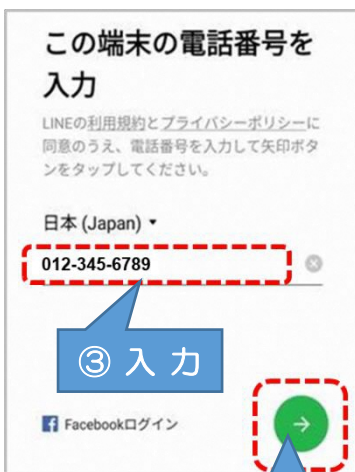 この端末の電話番号を
入力
LINEの利用規約とプライバシーポリシーに
同意のうえ、電話番号を入力して矢印ボタ
ンをタップしてください。
日本 (Japan)
012-345-6789
③ 入 力
Facebookログイン